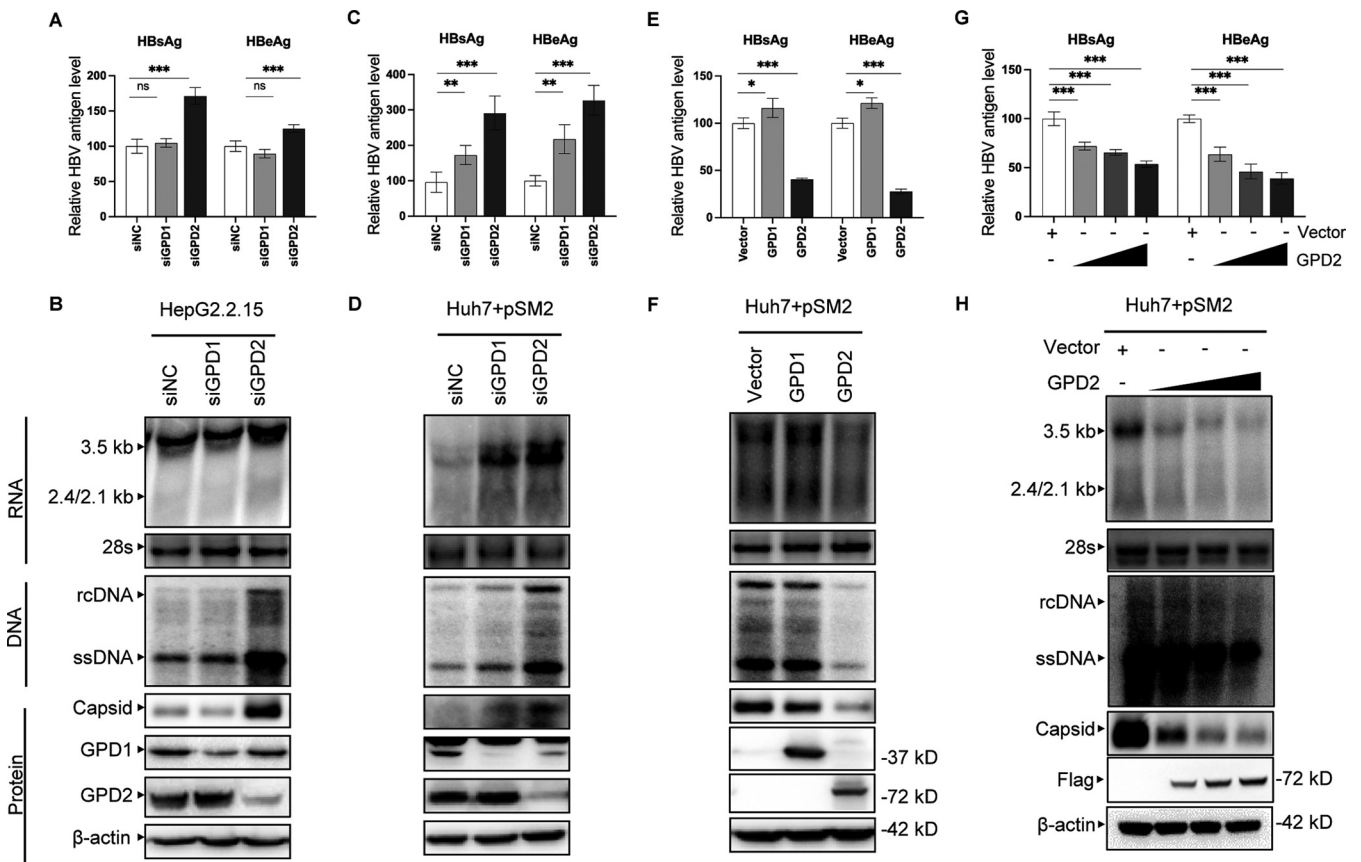 A
HBsAg HBeAg
Relative HBV antigen level
200
150
100
50
0
ns *** ns ***
siNC siGPD1 siGPD2 siNC siGPD1 siGPD2
C
HBsAg HBeAg
Relative HBV antigen level
400
300
200
100
0
** *** ** ***
siNC siGPD1 siGPD2 siNC siGPD1 siGPD2
E
HBsAg HBeAg
Relative HBV antigen level
150
100
50
0
*** * *** *
Vector GPD1 GPD2 Vector GPD1 GPD2
G
HBsAg HBeAg
Relative HBV antigen level
150
100
50
0
*** ***
*** ***
*** ***
+ - - - + - - - Vector
- - GPD2
B
HepG2.2.15
siNC siGPD1 siGPD2
RNA
3.5 kb
2.4/2.1 kb
28s
DNA
rcDNA
ssDNA
Protein
Capsid
GPD1
GPD2
β-actin
D
Huh7+pSM2
siNC siGPD1 siGPD2
F
Huh7+pSM2
Vector GPD1 GPD2
-37 kD
-72 kD
-42 kD
H
Huh7+pSM2
Vector + - - -
GPD2 -
3.5 kb
2.4/2.1 kb
28s
rcDNA
ssDNA
Capsid
Flag -72 kD
β-actin -42 kD